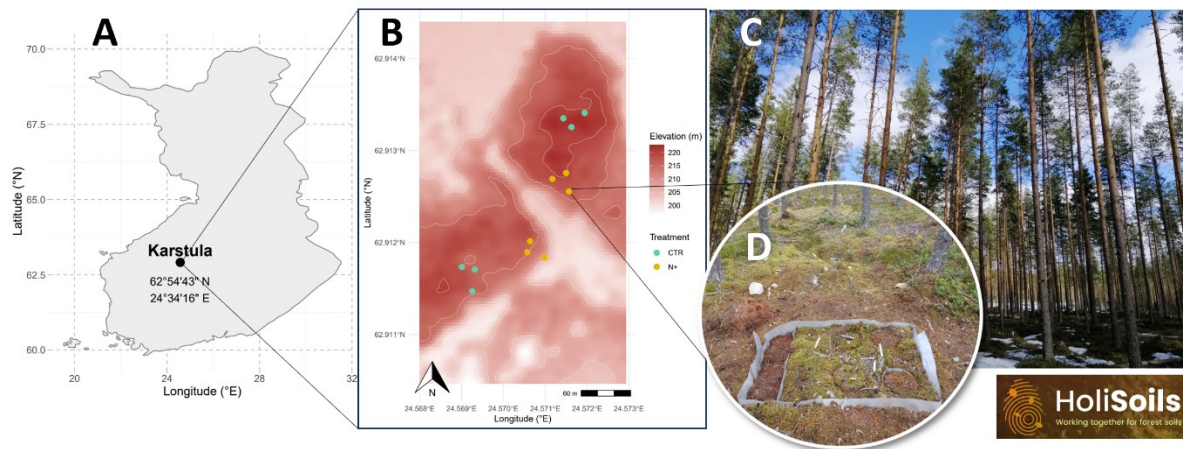 A
70.0
67.5
65.0
62.5
60.0
Latitude (°N)
Karstula
62°54'43" N
24°34'16" E
20
24
28
32
Longitude (°E)
B
62.914°N
62.913°N
62.912°N
62.911°N
Latitude (°N)
N
60 m
24.568°E 24.569°E 24.570°E 24.571°E 24.572°E 24.573°E
Longitude (°E)
Elevation (m)
220
215
210
205
200
Treatment
CTR
N+
C
D
HoliSoils
Working together for forest soils